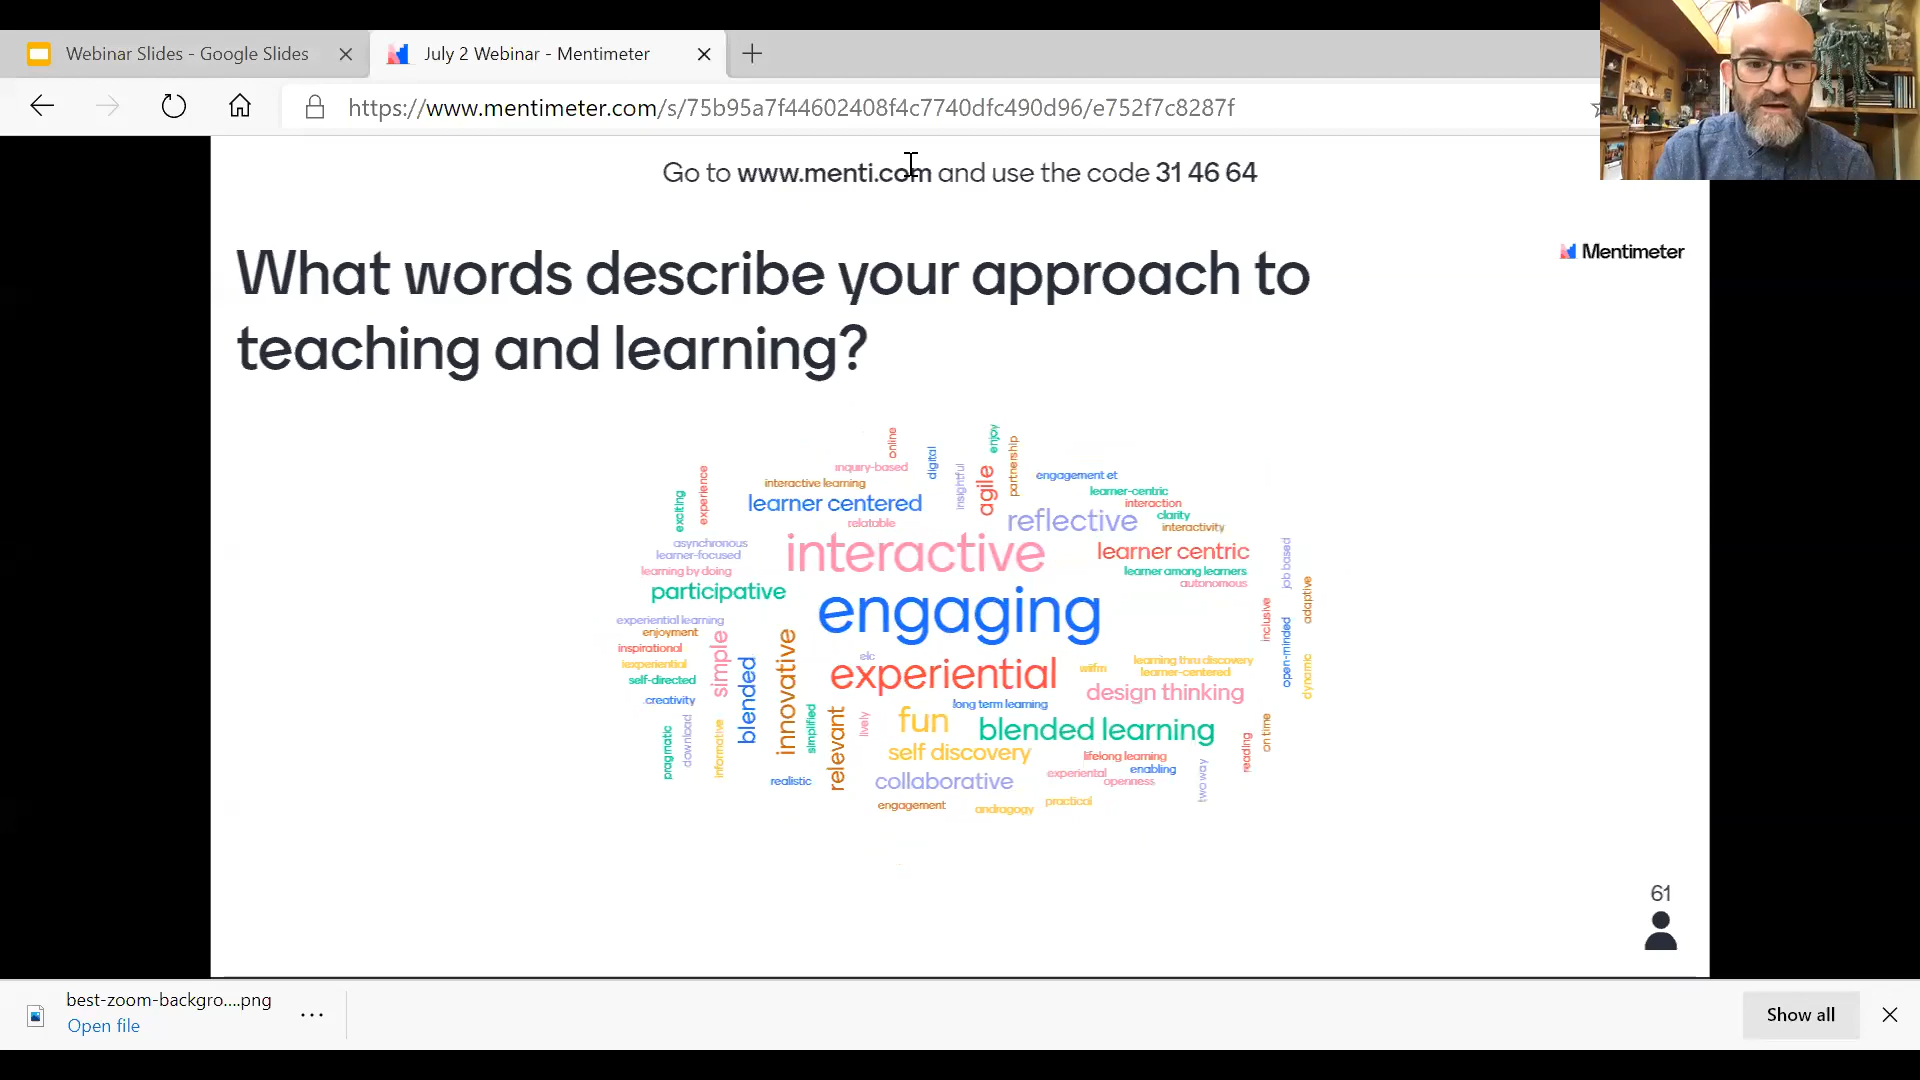 Webinar Slides - Google Slides
July 2 Webinar - Mentimeter
https://www.mentimeter.com/s/75b95a7f44602408f4c7740dfc490d96/e752f7c8287f
Go to www.menti.com and use the code 31 46 64
Mentimeter
What words describe your approach to
teaching and learning?
online
enjoy
digital
partnership
inquiry-based
insightful
agile
engagement et
experience
exciting
interactive learning
learner-centric
learner centered
interaction
reflective
clarity
relatable
interactivity
asynchronous
interactive
learner centric
learner-focused
job based
learning by doing
learner among learners
autonomous
participative
adaptive
engaging
inclusive
experiential learning
enjoyment
inspirational
open-minded
iexperiential
simple
innovative
elc
learning thru discovery
wiifm
learner-centered
self-directed
blended
experiential
dynamic
design thinking
creativity
long term learning
simplified
relevant
lively
fun
blended learning
on time
pragmatic
download
informative
self discovery
lifelong learning
reading
enabling
experiental
openness
two way
realistic
collaborative
practical
engagement
andragogy
61
best-zoom-backgro....png
Open file
Show all